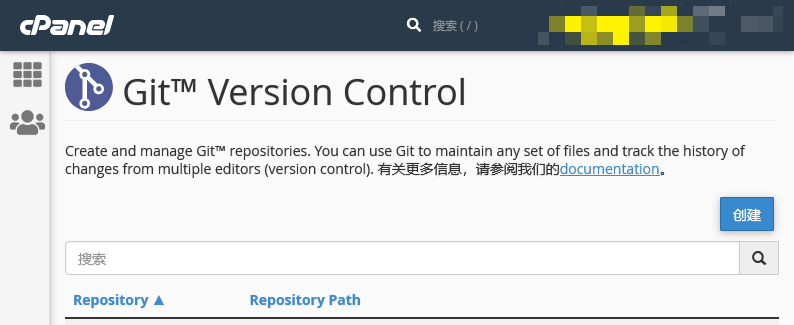 cPanel 搜索 ( / )
Git™ Version Control
Create and manage Git™ repositories. You can use Git to maintain any set of files and track the history of
changes from multiple editors (version control). 有关更多信息，请参阅我们的documentation。
创建
搜索
Repository ▲ Repository Path